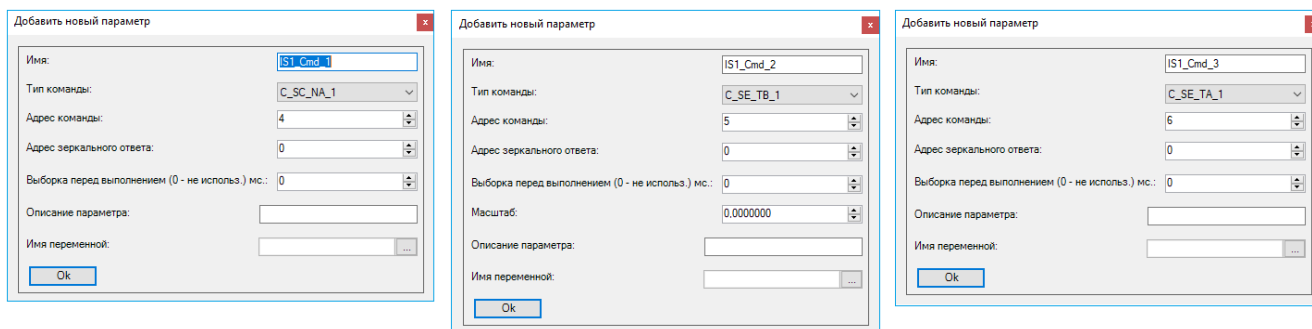 Добавить новый параметр x
Имя: IS1_Cmd_1
Тип команды: C_SC_NA_1
Адрес команды: 4
Адрес зеркального ответа: 0
Выборка перед выполнением (0 - не использ.) мс.: 0
Описание параметра:
Имя переменной: ...
Ok
Добавить новый параметр x
Имя: IS1_Cmd_2
Тип команды: C_SE_TB_1
Адрес команды: 5
Адрес зеркального ответа: 0
Выборка перед выполнением (0 - не использ.) мс.: 0
Масштаб: 0,0000000
Описание параметра:
Имя переменной: ...
Ok
Добавить новый параметр x
Имя: IS1_Cmd_3
Тип команды: C_SE_TA_1
Адрес команды: 6
Адрес зеркального ответа: 0
Выборка перед выполнением (0 - не использ.) мс.: 0
Описание параметра:
Имя переменной: ...
Ok